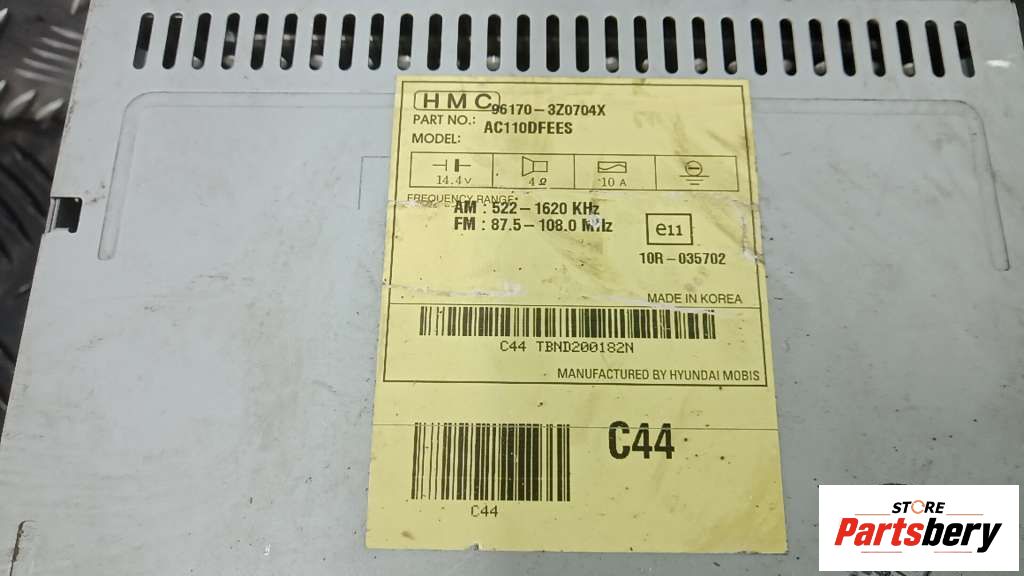 HMC
96170-3Z0704X
PART NO.:
AC110DFEES
MODEL:
14.4V 4Ω 10 A
FREQUENCY RANGE:
AM : 522-1620 KHz
FM : 87.5-108.0 MHz
e11
10R-035702
MADE IN KOREA
C44 TBND200182N
MANUFACTURED BY HYUNDAI MOBIS
C44
C44
STORE
Partsbery